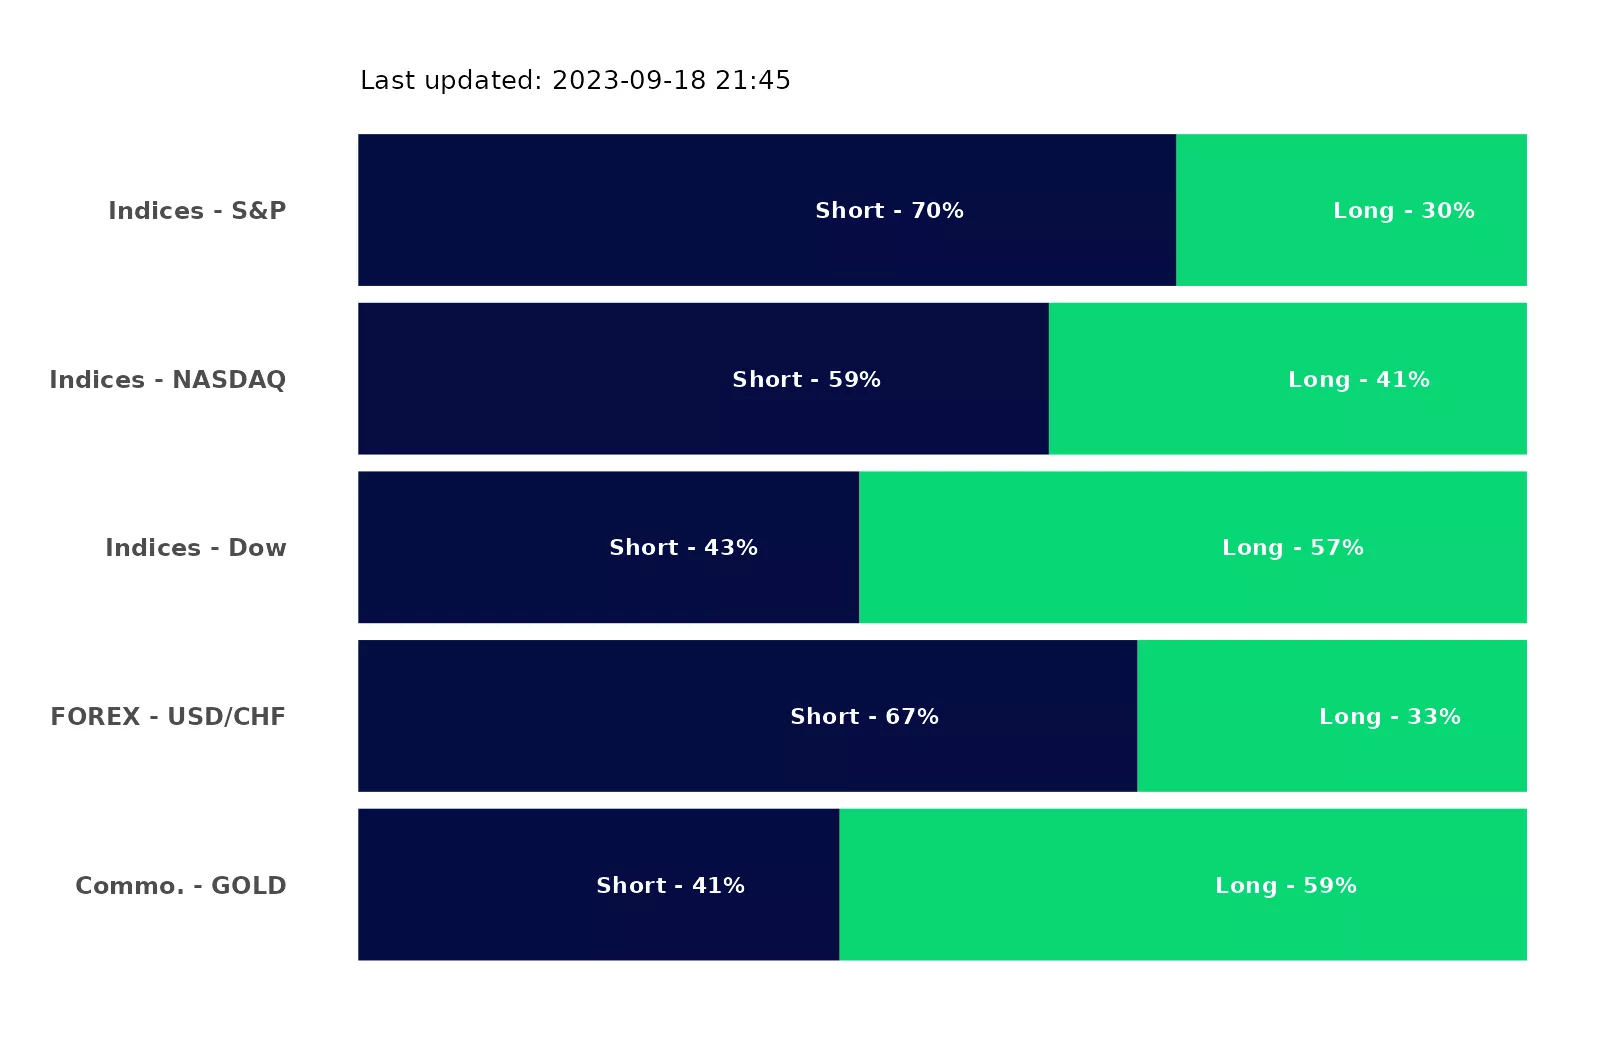 Last updated: 2023-09-18 21:45
Indices - S&P Short - 70% Long - 30%
Indices - NASDAQ Short - 59% Long - 41%
Indices - Dow Short - 43% Long - 57%
FOREX - USD/CHF Short - 67% Long - 33%
Commo. - GOLD Short - 41% Long - 59%